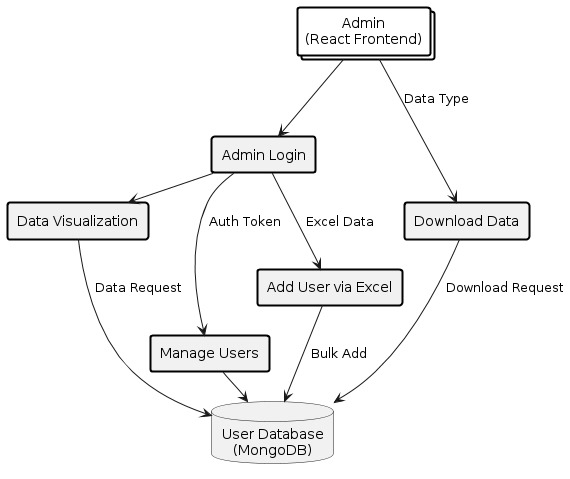 Admin
(React Frontend)
Data Type
Admin Login
Data Visualization
Auth Token
Excel Data
Download Data
Data Request
Add User via Excel
Download Request
Manage Users
Bulk Add
User Database
(MongoDB)